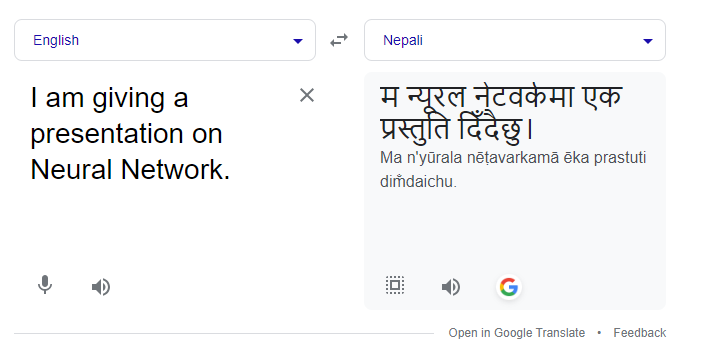 English
Nepali
I am giving a
presentation on
Neural Network.
म न्यूरल नेटवर्कमा एक
प्रस्तुति दिँदैछु।
Ma n'yūrala nēṭavarkamā ēka prastuti
dim̐daichu.
Open in Google Translate • Feedback